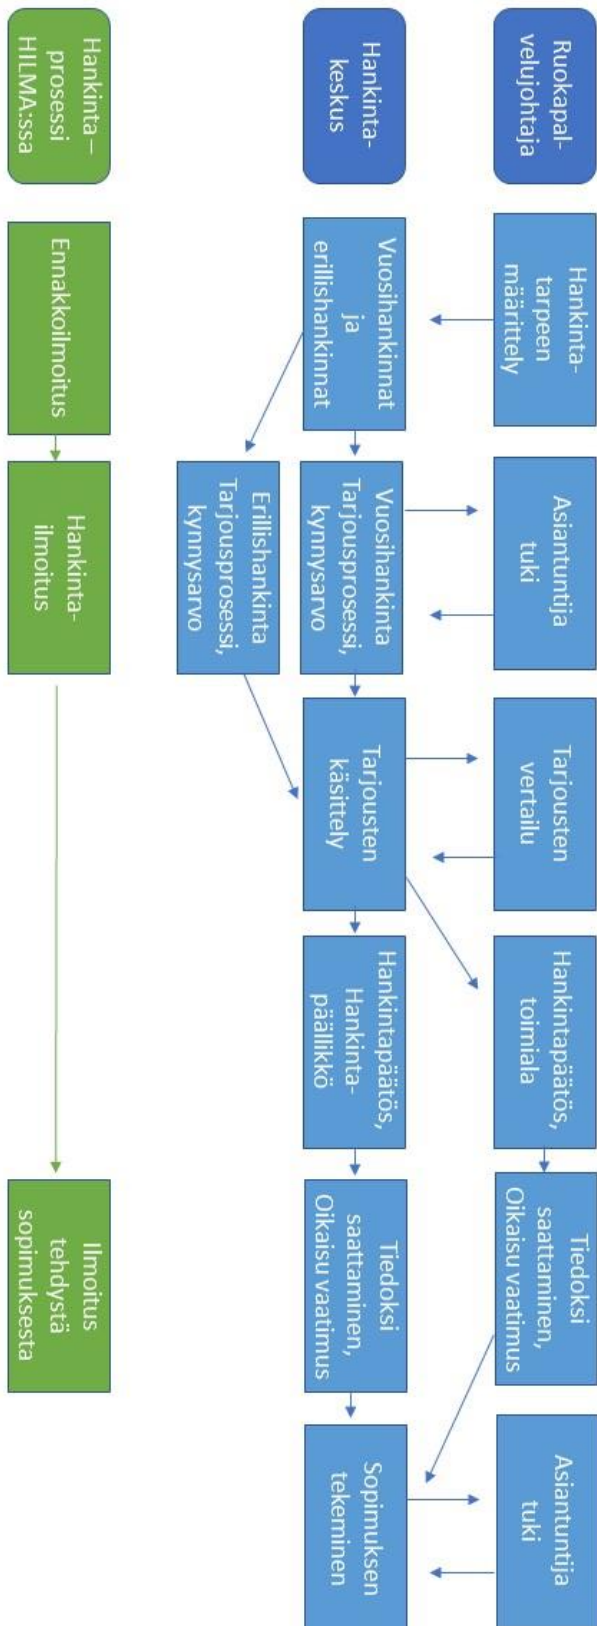 Ruokapal-
velujohtaja
Hankinta-
tarpeen
määrittely
Asiantuntija
tuki
Tarjousten
vertailu
Hankintapäätös,
toimiala
Tiedoksi
saattaminen,
Oikaisu vaatimus
Asiantuntija
tuki
Hankinta-
keskus
Vuosihankinnat
ja
erillishankinnat
Vuosihankinta
Tarjousprosessi,
kynnysarvo
Tarjousten
käsittely
Hankintapäätös,
Hankinta-
päällikkö
Tiedoksi
saattaminen,
Oikaisu vaatimus
Sopimuksen
tekeminen
Erillishankinta
Tarjousprosessi,
kynnysarvo
Hankinta–
prosessi
HILMA:ssa
Ennakkoilmoitus
Hankinta-
ilmoitus
Ilmoitus
tehdystä
sopimuksesta